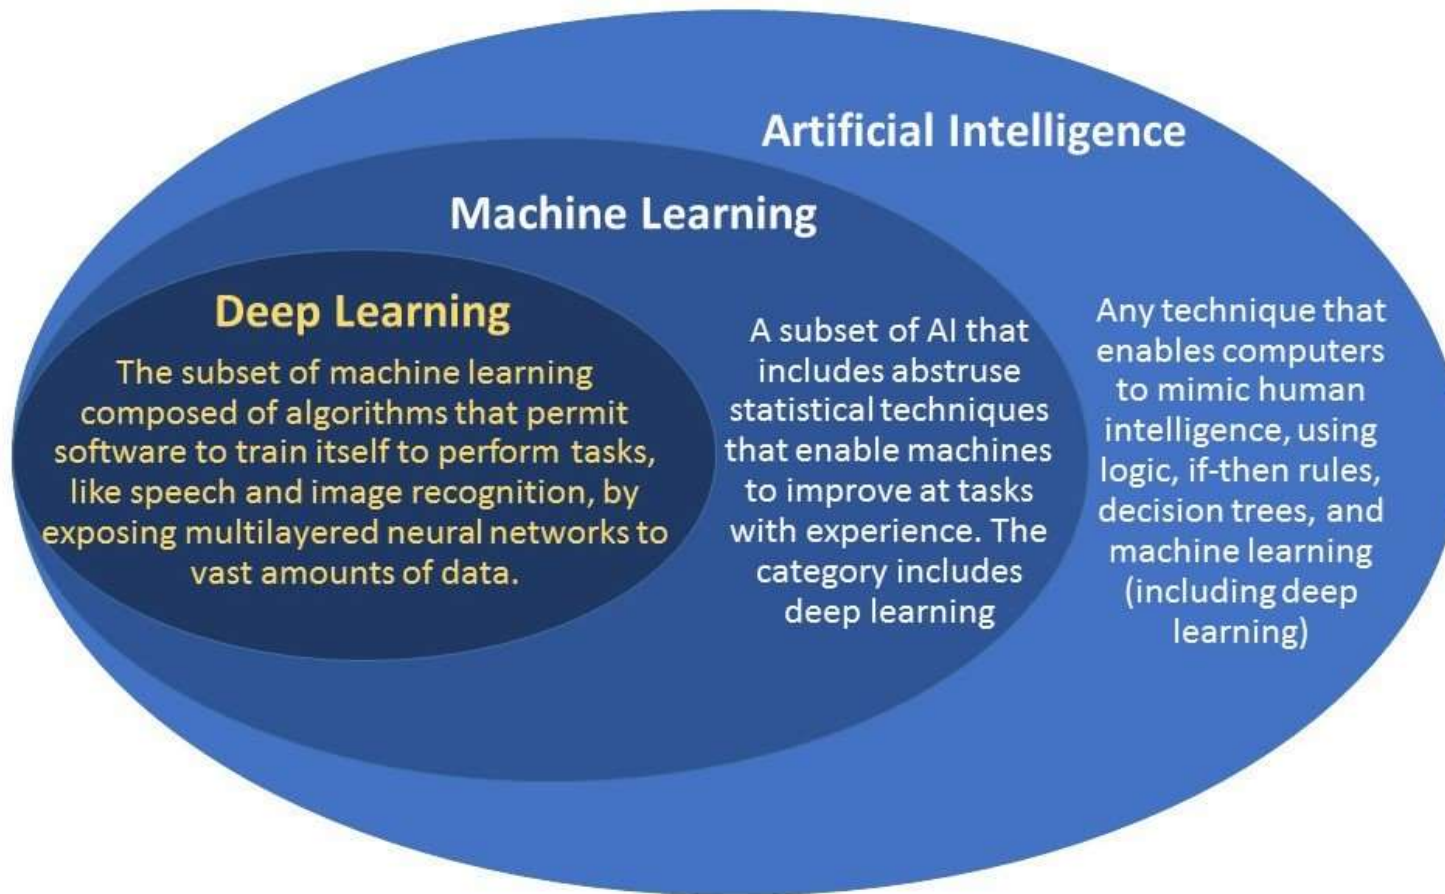 Artificial Intelligence
Machine Learning
Deep Learning
The subset of machine learning
composed of algorithms that permit
software to train itself to perform tasks,
like speech and image recognition, by
exposing multilayered neural networks to
vast amounts of data.
A subset of AI that
includes abstruse
statistical techniques
that enable machines
to improve at tasks
with experience. The
category includes
deep learning
Any technique that
enables computers
to mimic human
intelligence, using
logic, if-then rules,
decision trees, and
machine learning
(including deep
learning)